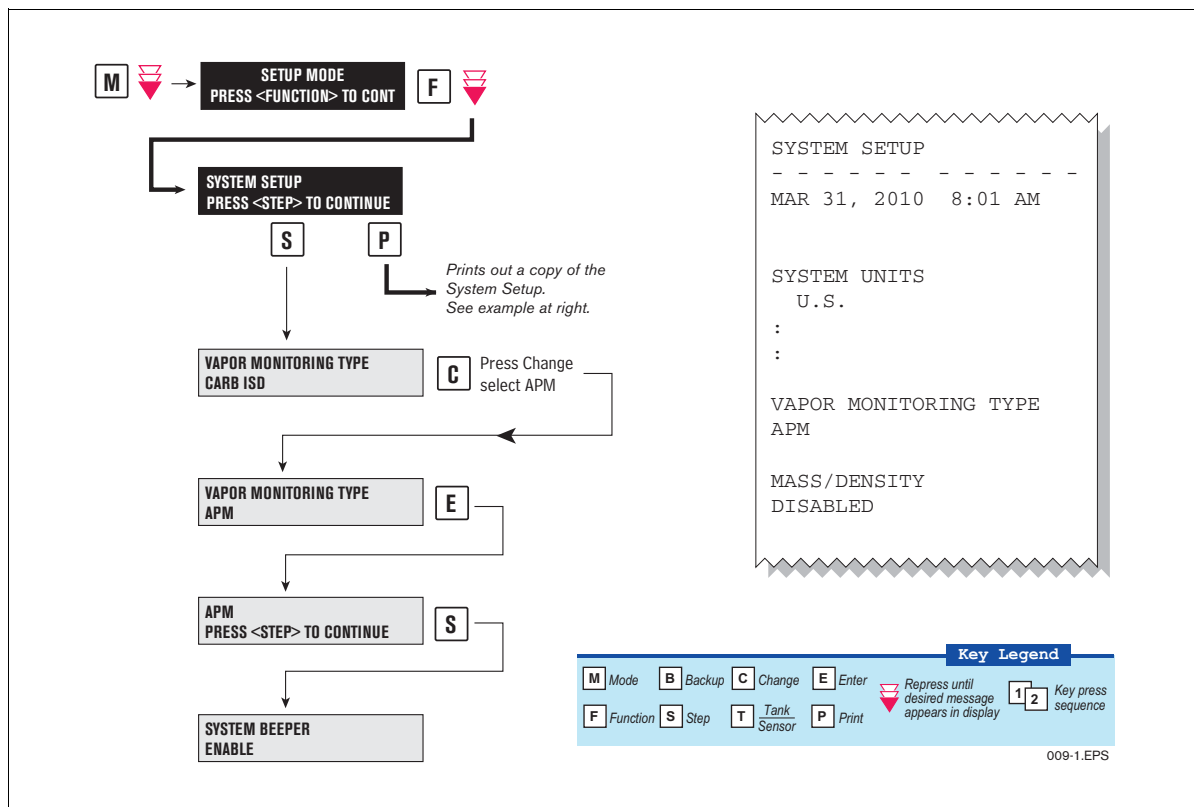 M
SETUP MODE
PRESS <FUNCTION> TO CONT
F
SYSTEM SETUP
PRESS <STEP> TO CONTINUE
S
P
Prints out a copy of the
System Setup.
See example at right.
VAPOR MONITORING TYPE
CARB ISD
C
Press Change
select APM
VAPOR MONITORING TYPE
APM
E
APM
PRESS <STEP> TO CONTINUE
S
SYSTEM BEEPER
ENABLE
SYSTEM SETUP
- - - - - - - - - - - -
MAR 31, 2010 8:01 AM
SYSTEM UNITS
U.S.
:
:
VAPOR MONITORING TYPE
APM
MASS/DENSITY
DISABLED
Key Legend
M Mode
B Backup
C Change
E Enter
Repress until
desired message
appears in display
1 2
Key press
sequence
F Function
S Step
T Tank
Sensor
P Print
009-1.EPS